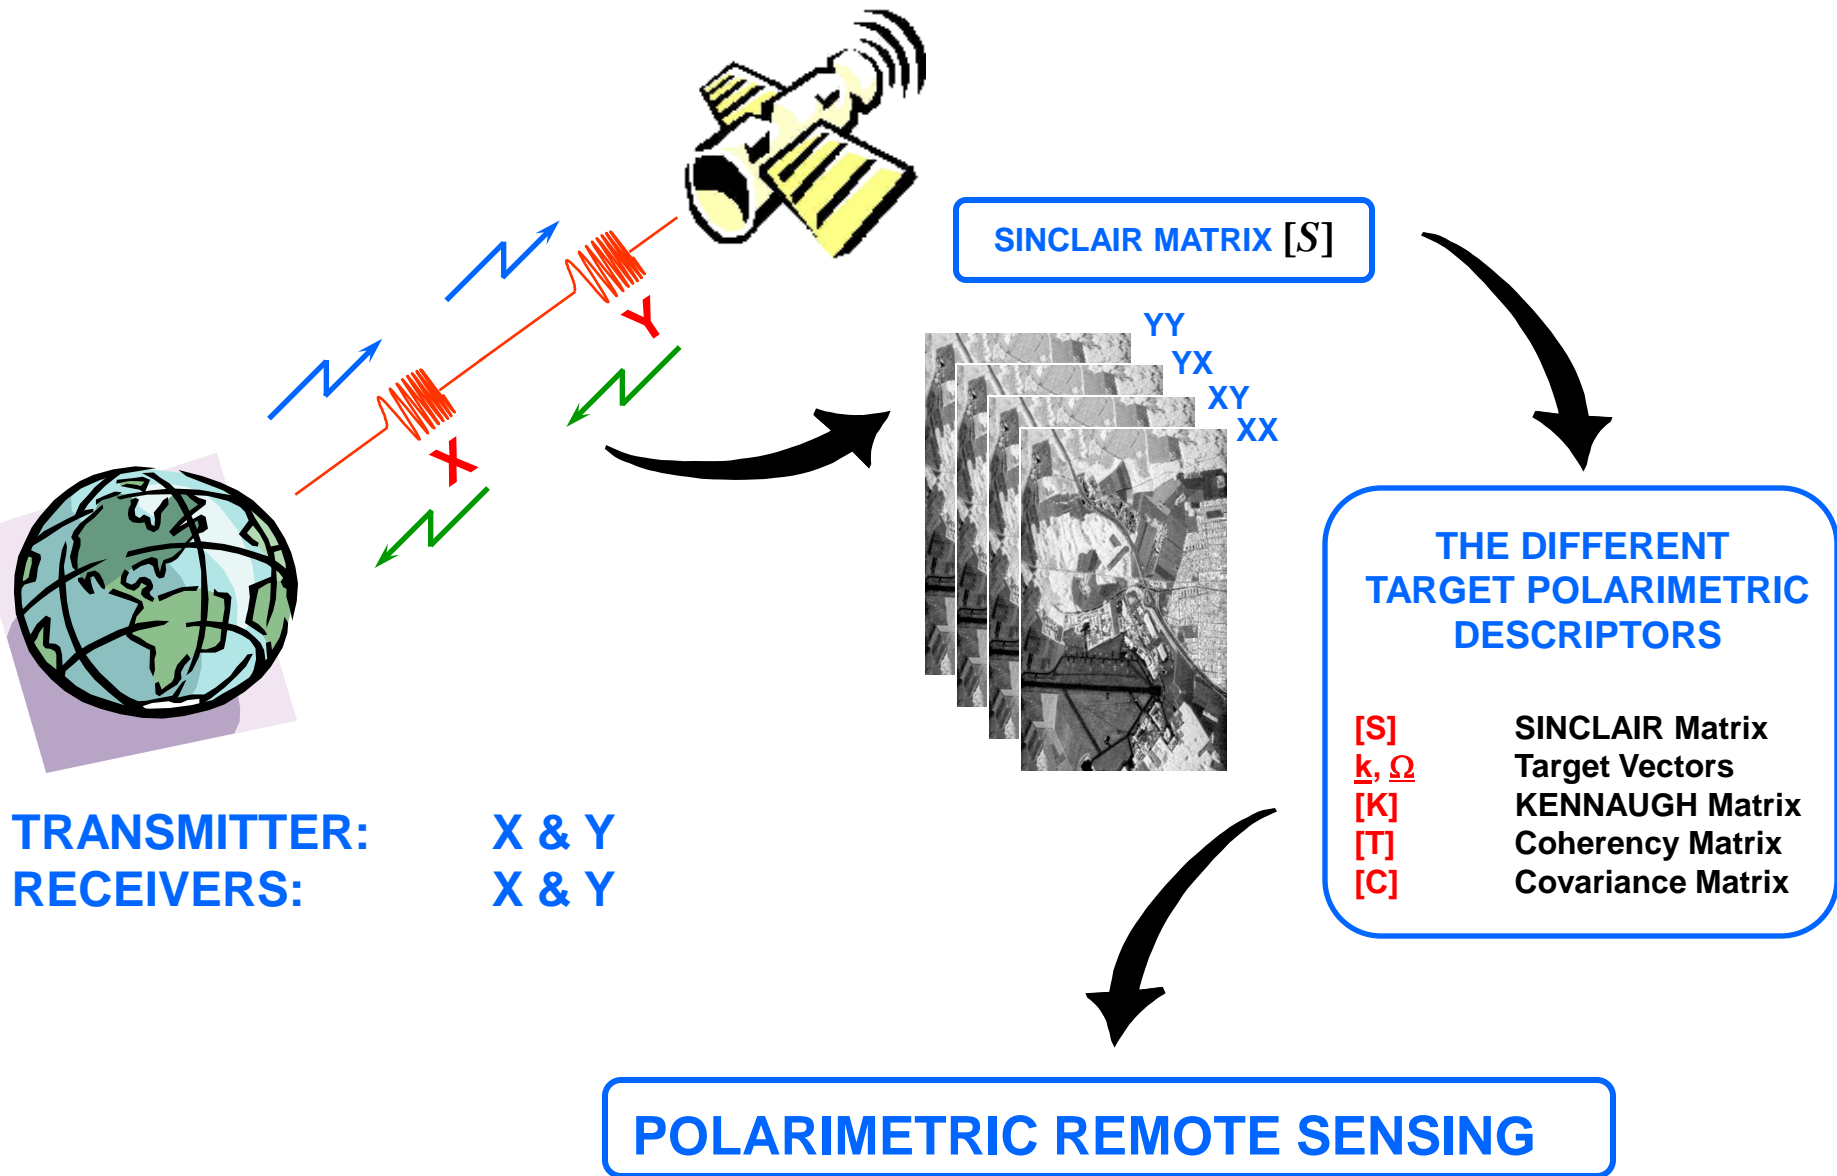 SINCLAIR MATRIX [S]
Y
X
YY
YX
XY
XX
TRANSMITTER: X & Y
RECEIVERS: X & Y
THE DIFFERENT
TARGET POLARIMETRIC
DESCRIPTORS
[S] SINCLAIR Matrix
k, Ω Target Vectors
[K] KENNAUGH Matrix
[T] Coherency Matrix
[C] Covariance Matrix
POLARIMETRIC REMOTE SENSING